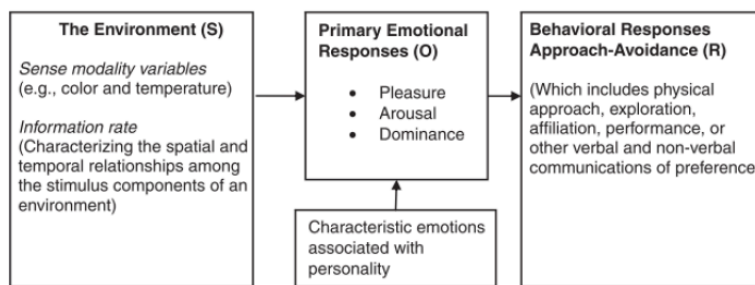 The Environment (S)
Sense modality variables
(e.g., color and temperature)
Information rate
(Characterizing the spatial and
temporal relationships among
the stimulus components of an
environment)
Primary Emotional
Responses (O)
• Pleasure
• Arousal
• Dominance
Characteristic emotions
associated with
personality
Behavioral Responses
Approach-Avoidance (R)
(Which includes physical
approach, exploration,
affiliation, performance, or
other verbal and non-verbal
communications of preference